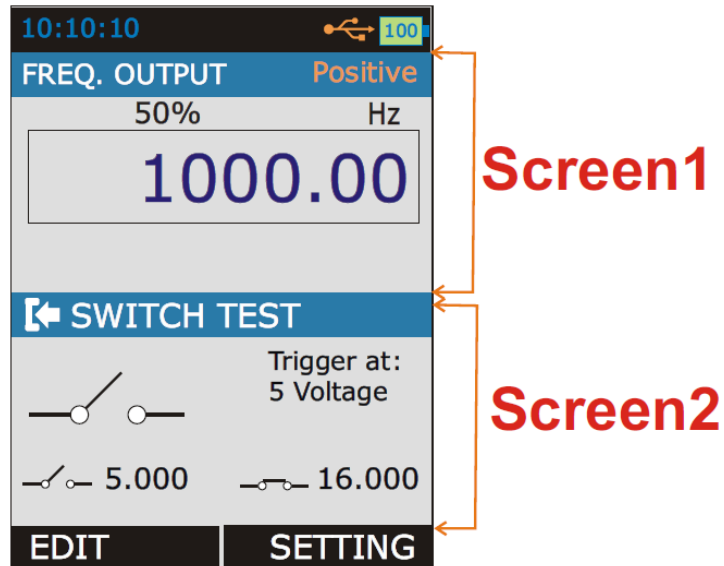 10:10:10 100
FREQ. OUTPUT Positive
50% Hz
1000.00
Screen1
SWITCH TEST
Trigger at:
5 Voltage
Screen2
5.000 16.000
EDIT SETTING